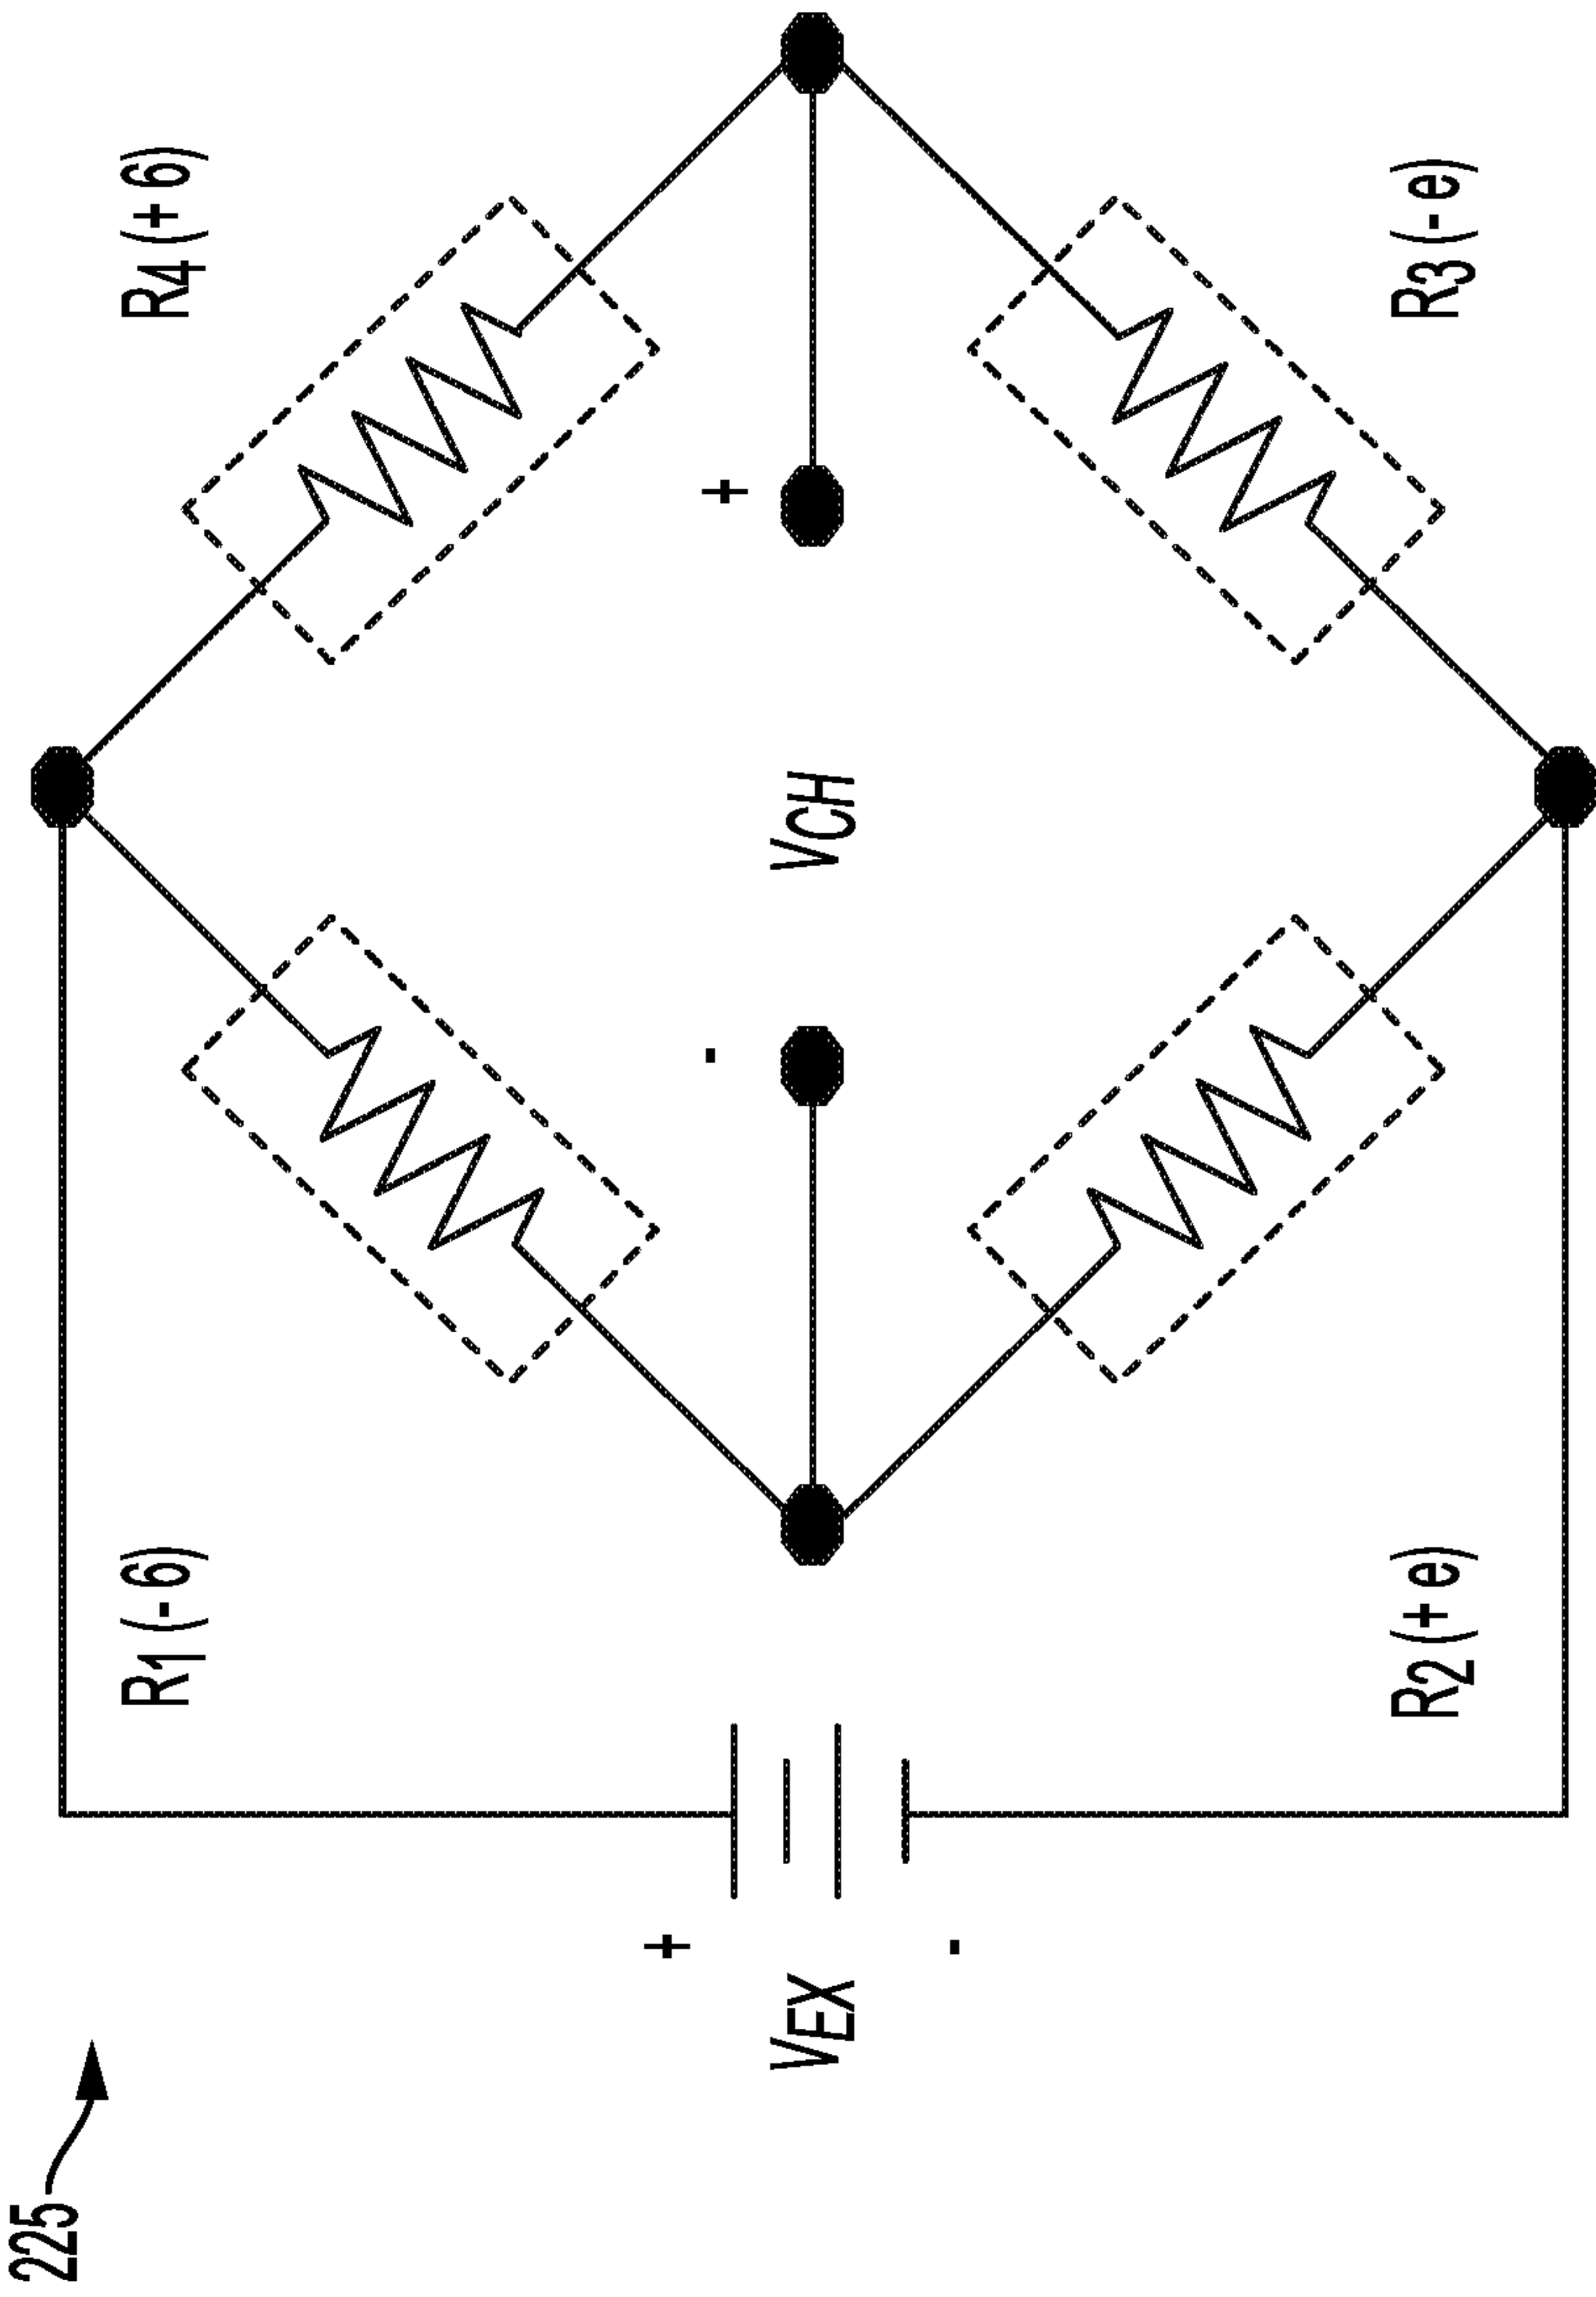 225
VEX
+
-
R1 (- 6)
R4 (+ 6)
-
VCH
+
R2 (+ e)
R3 (- e)